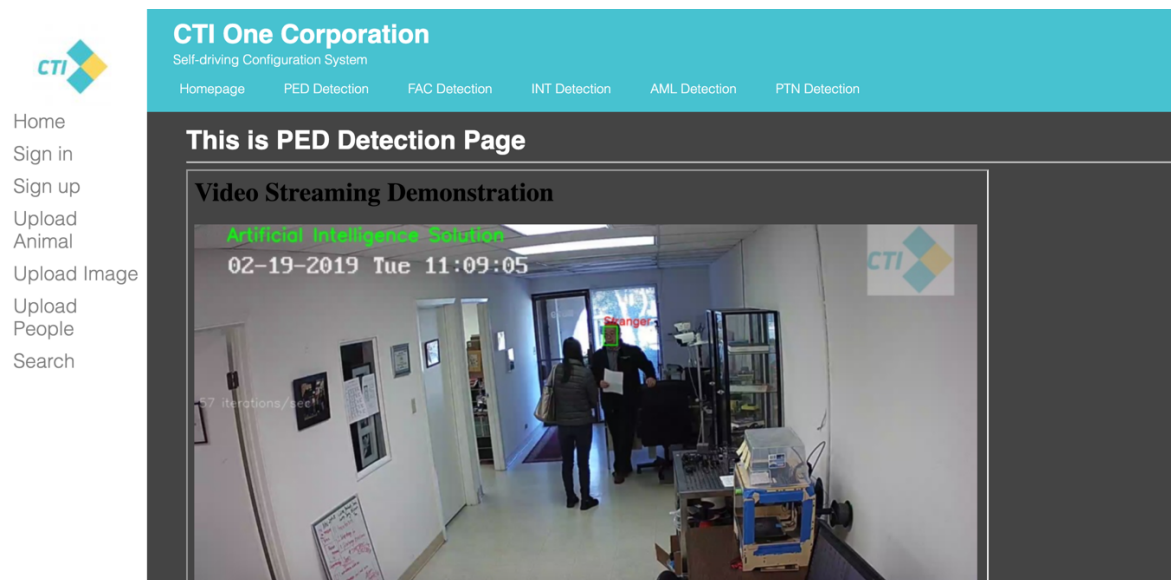 CTI
CTI One Corporation
Self-driving Configuration System
Homepage
PED Detection
FAC Detection
INT Detection
AML Detection
PTN Detection
Home
Sign in
Sign up
Upload
Animal
Upload Image
Upload
People
Search
This is PED Detection Page
Video Streaming Demonstration
Artificial Intelligence Solution
02-19-2019 Tue 11:09:05
CTI
Stranger
57 iterations/sec